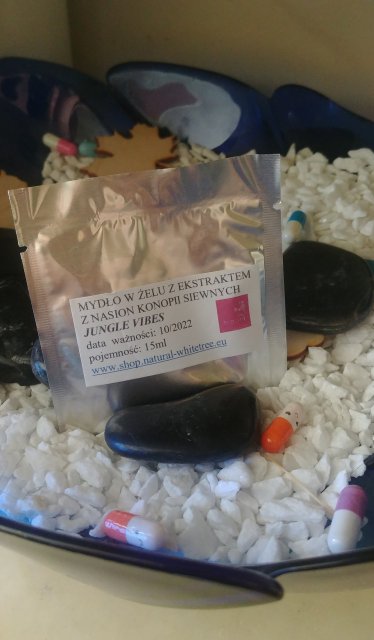 MYDŁO W ŻELU Z EKSTRAKTEM
Z NASION KONOPII SIEWNYCH
JUNGLE VIBES
data ważności: 10/2022
pojemność: 15ml
www.shop.natural-whitetree.eu